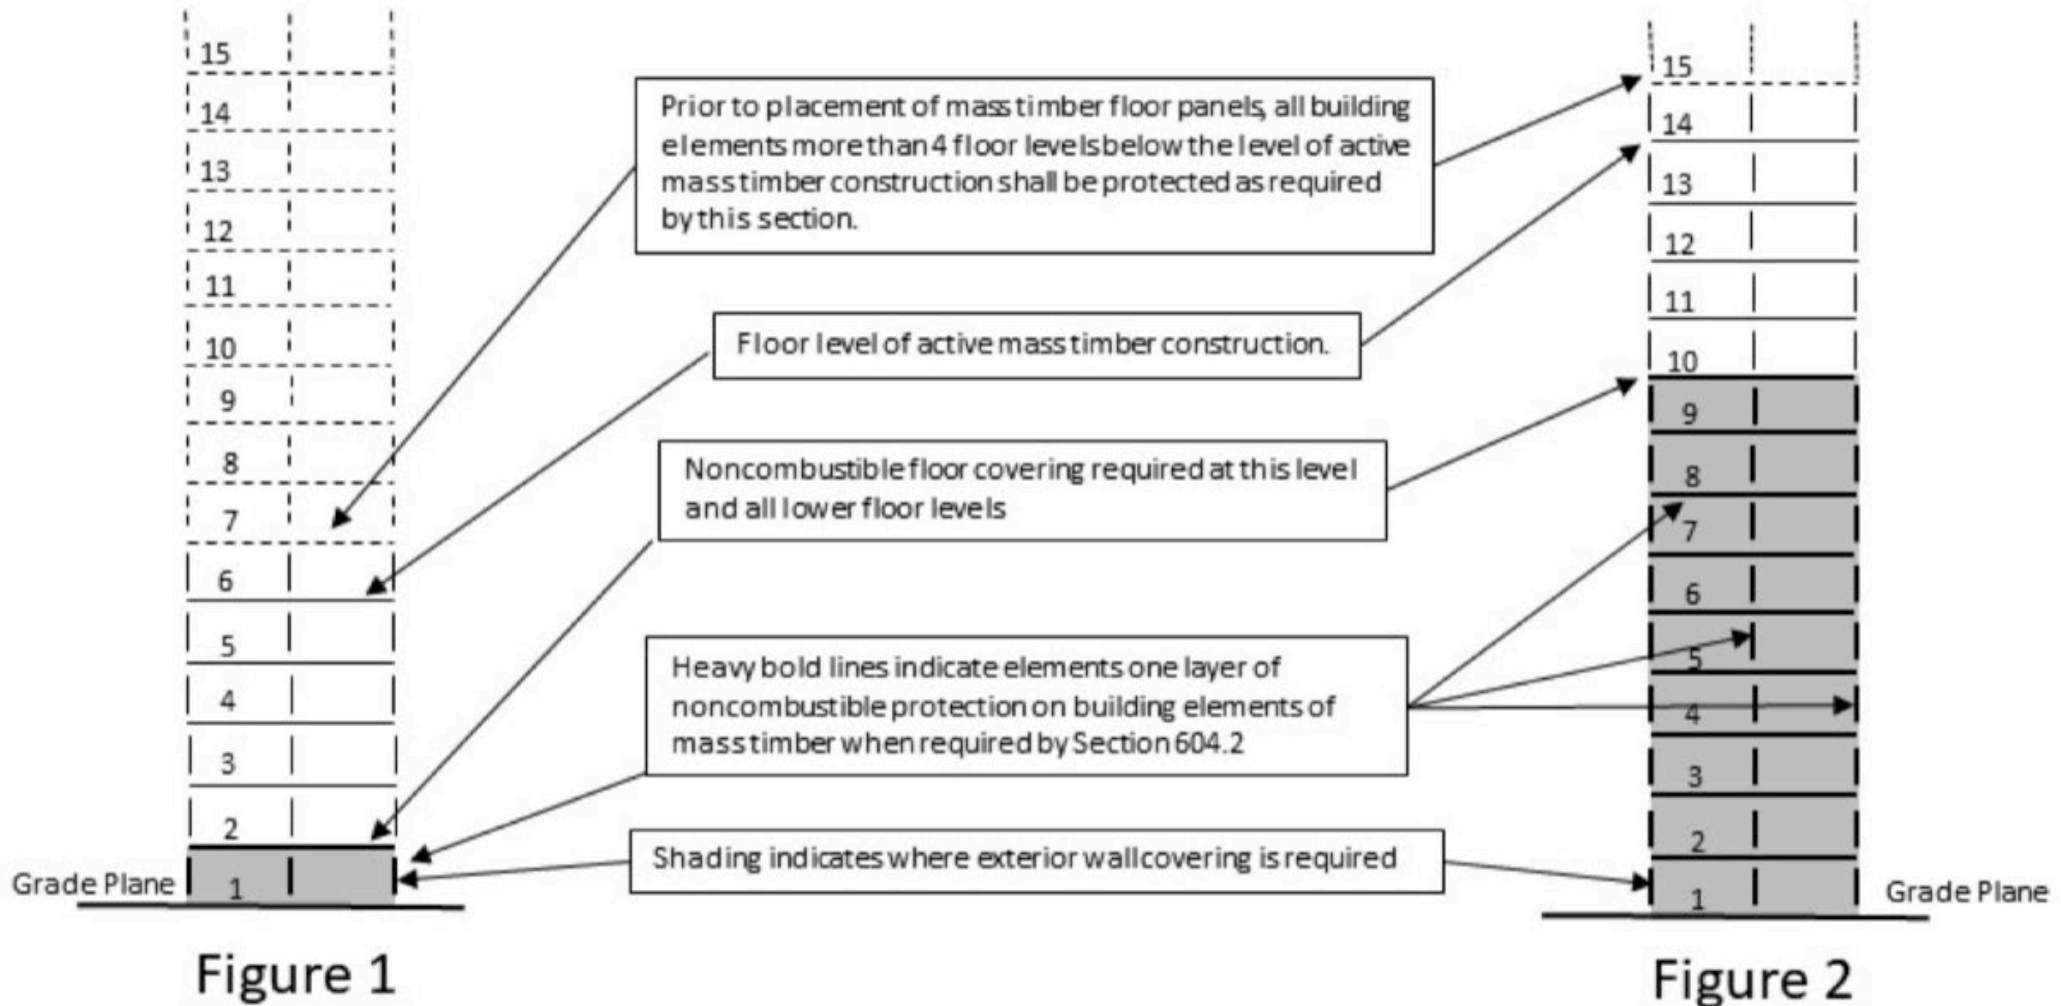 15
14
13
12
11
10
9
8
7
6
5
4
3
2
1
Grade Plane
Figure 1
Prior to placement of mass timber floor panels, all building
elements more than 4 floor levels below the level of active
mass timber construction shall be protected as required
by this section.
Floor level of active mass timber construction.
Noncombustible floor covering required at this level
and all lower floor levels
Heavy bold lines indicate elements one layer of
noncombustible protection on building elements of
mass timber when required by Section 604.2
Shading indicates where exterior wallcovering is required
15
14
13
12
11
10
9
8
7
6
5
4
3
2
1
Grade Plane
Figure 2